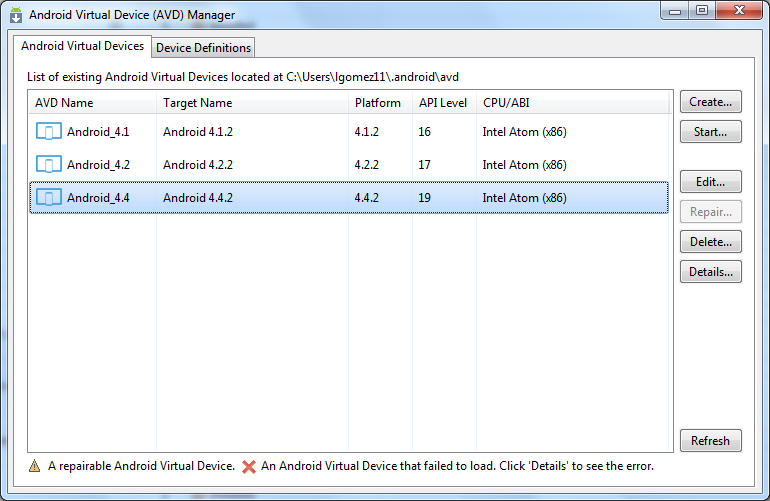 Android Virtual Device (AVD) Manager
Android Virtual Devices Device Definitions
List of existing Android Virtual Devices located at C:\Users\lgomez11\.android\avd
AVD Name Target Name Platform API Level CPU/ABI
Android_4.1 Android 4.1.2 4.1.2 16 Intel Atom (x86)
Android_4.2 Android 4.2.2 4.2.2 17 Intel Atom (x86)
Android_4.4 Android 4.4.2 4.4.2 19 Intel Atom (x86)
Create...
Start...
Edit...
Repair...
Delete...
Details...
Refresh
A repairable Android Virtual Device. An Android Virtual Device that failed to load. Click 'Details' to see the error.